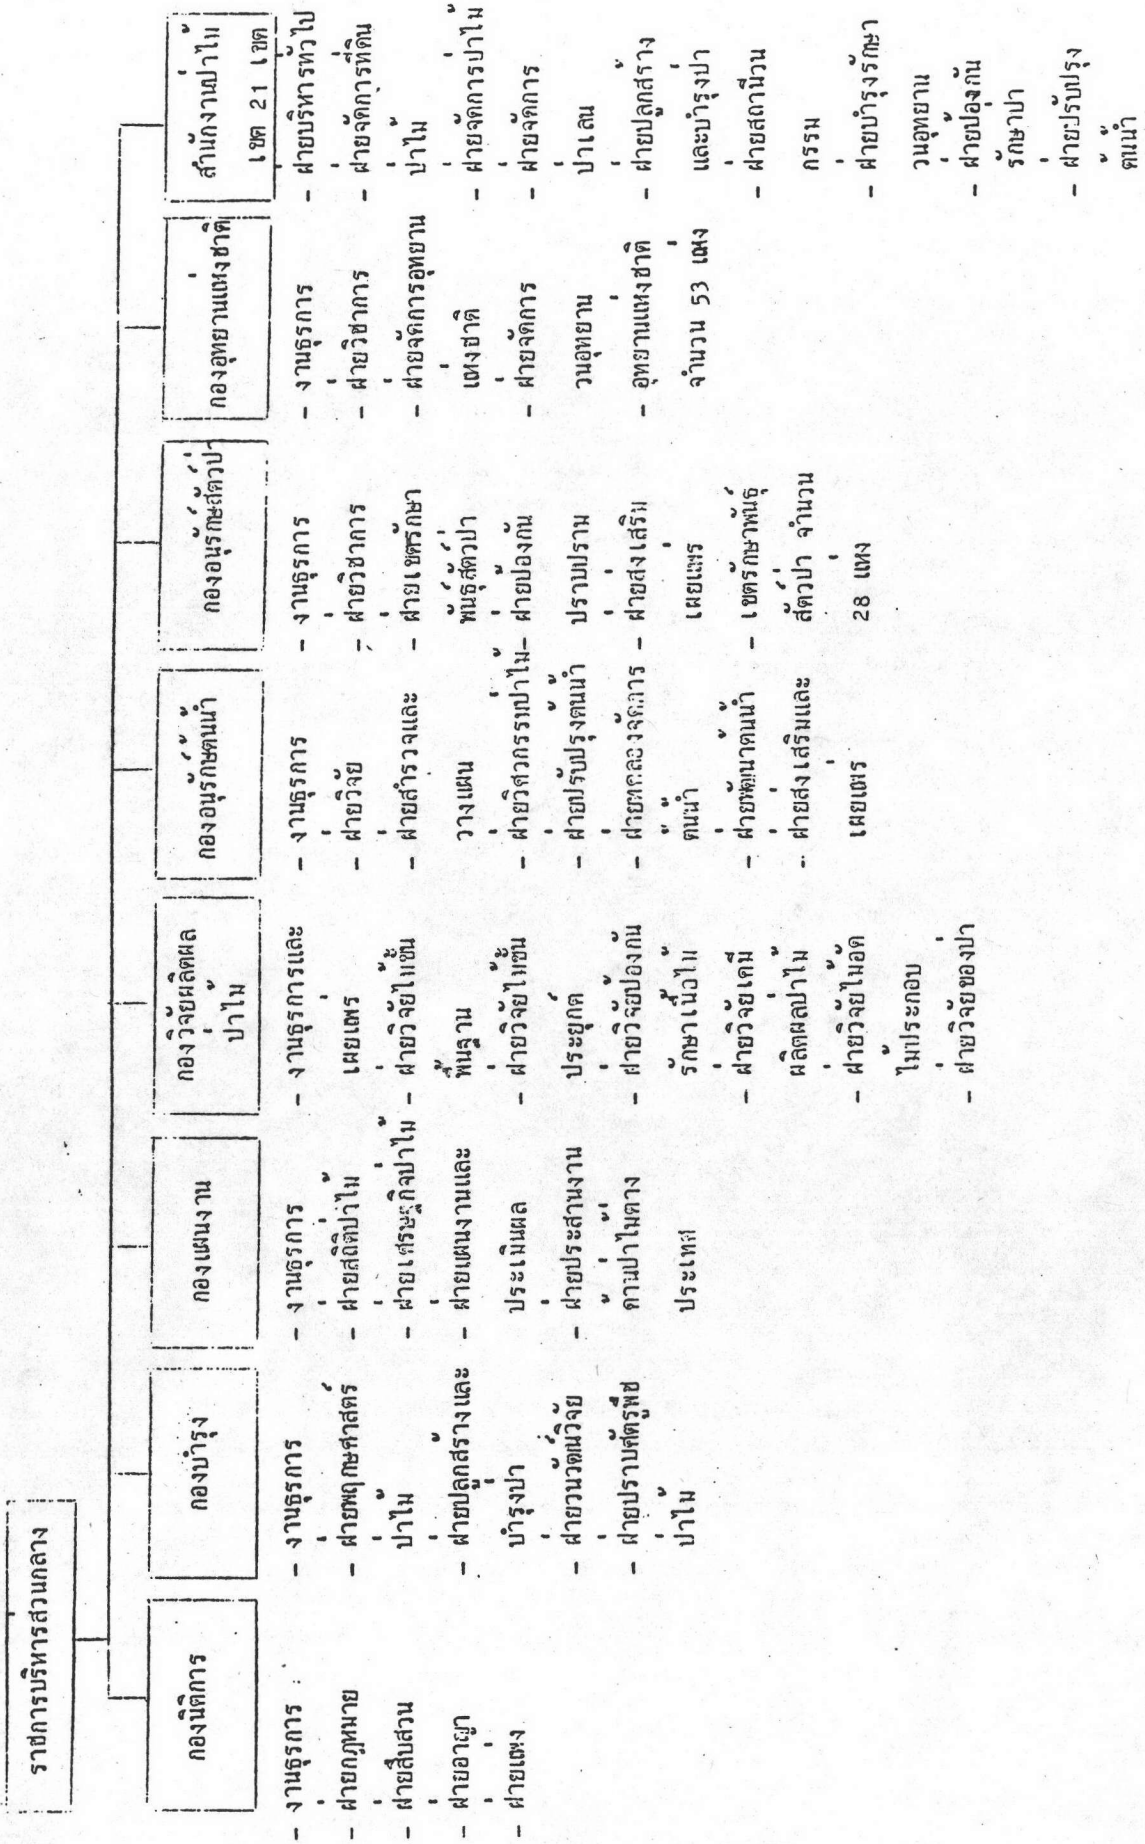 ราชการบริหารส่วนกลาง
กองนิติการ
- งานธุรการ
- ฝ่ายกฎหมาย
- ฝ่ายสืบสวน
- ฝ่ายอาญา
- ฝ่ายแพ่ง
กองบำรุง
- งานธุรการ
- ฝ่ายพฤกษศาสตร์
ป่าไม้
- ฝ่ายปลูกสร้างและ
บำรุงป่า
- ฝ่ายวนวัฒนวิจัย
- ฝ่ายปราบศัตรูพืช
ป่าไม้
กองแผนงาน
- งานธุรการ
- ฝ่ายสถิติป่าไม้
- ฝ่ายเศรษฐกิจป่าไม้
- ฝ่ายแผนงานและ
ประเมินผล
- ฝ่ายประสานงาน
ด้านป่าไม้ต่าง
ประเทศ
กองวิจัยผลิตผล
ป่าไม้
- งานธุรการและ
เผยแพร่
- ฝ่ายวิจัยไม้ขั้น
พื้นฐาน
- ฝ่ายวิจัยไม้ขั้น
ประยุกต์
- ฝ่ายวิจัยป้องกัน
รักษาเนื้อไม้
- ฝ่ายวิจัยเคมี
ผลิตผลป่าไม้
- ฝ่ายวิจัยไม้อัด
ไม้ประกอบ
- ฝ่ายวิจัยของป่า
กองอนุรักษ์ต้นน้ำ
- งานธุรการ
- ฝ่ายวิจัย
- ฝ่ายสำรวจและ
วางแผน
- ฝ่ายวิศวกรรมป่าไม้
- ฝ่ายปรับปรุงต้นน้ำ
- ฝ่ายทดลองจัดการ
ต้นน้ำ
- ฝ่ายพัฒนาต้นน้ำ
- ฝ่ายส่งเสริมและ
เผยแพร่
กองอนุรักษ์สัตว์ป่า
- งานธุรการ
- ฝ่ายวิชาการ
- ฝ่ายเขตรักษา
พันธุ์สัตว์ป่า
- ฝ่ายป้องกัน
ปราบปราม
- ฝ่ายส่งเสริม
เผยแพร่
- เขตรักษาพันธุ์
สัตว์ป่า จำนวน
28 แห่ง
กองอุทยานแห่งชาติ
- งานธุรการ
- ฝ่ายวิชาการ
- ฝ่ายจัดการอุทยาน
แห่งชาติ
- ฝ่ายจัดการ
วนอุทยาน
- อุทยานแห่งชาติ
จำนวน 53 แห่ง
สำนักงานป่าไม้
เขต 21 เขต
- ฝ่ายบริหารทั่วไป
- ฝ่ายจัดการที่ดิน
ป่าไม้
- ฝ่ายจัดการป่าไม้
- ฝ่ายจัดการ
ป่าเลน
- ฝ่ายปลูกสร้าง
และบำรุงป่า
- ฝ่ายสถานีวน
กรรม
- ฝ่ายบำรุงรักษา
วนอุทยาน
- ฝ่ายป้องกัน
รักษาป่า
- ฝ่ายปรับปรุง
ต้นน้ำ